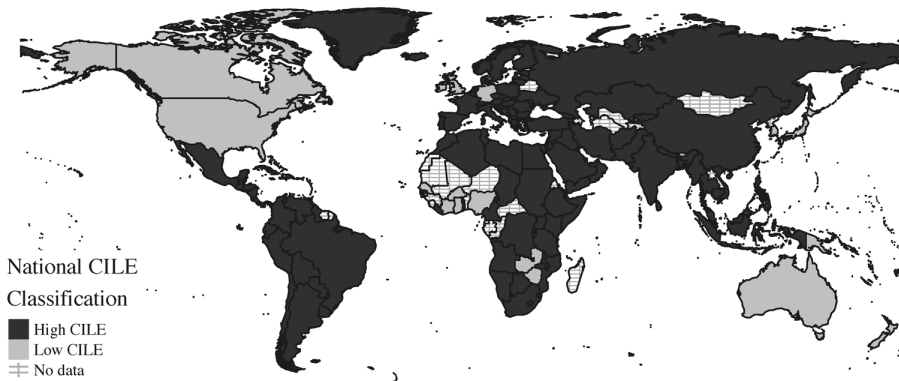 National CILE
Classification
High CILE
Low CILE
No data